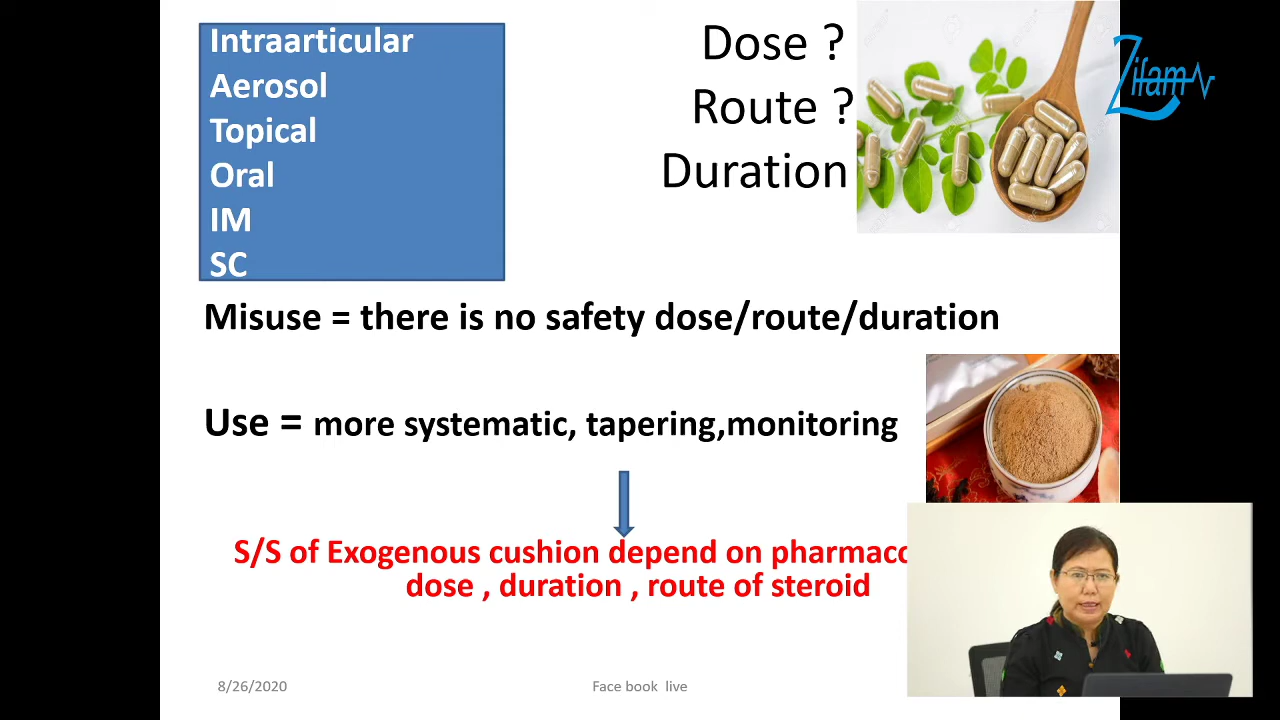 Intraarticular
Aerosol
Topical
Oral
IM
SC
Dose ?
Route ?
Duration
Zifam
Misuse = there is no safety dose/route/duration
Use = more systematic, tapering,monitoring
S/S of Exogenous cushion depend on
dose , duration , route of steroid
8/26/2020
Face book live